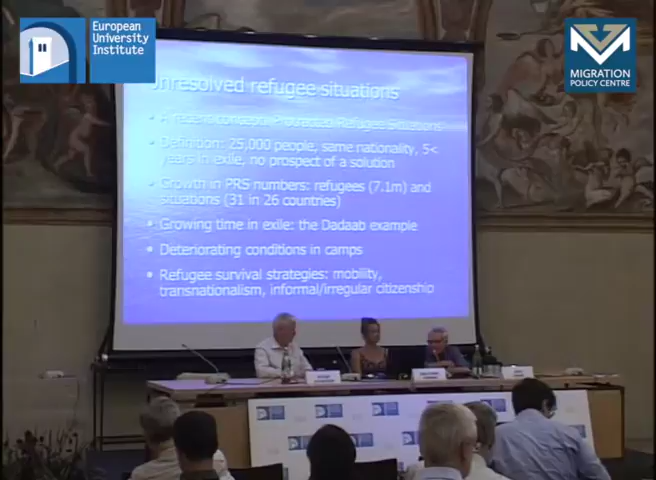 European
University
Institute
MIGRATION
POLICY CENTRE
Unresolved refugee situations
A recent concept: Protracted Refugee Situations
Definition: 25,000 people, same nationality, 5<
years in exile, no prospect of a solution
Growth in PRS numbers: refugees (7.1m) and
situations (31 in 26 countries)
Growing time in exile: the Dadaab example
Deteriorating conditions in camps
Refugee survival strategies: mobility,
transnationalism, informal/irregular citizenship